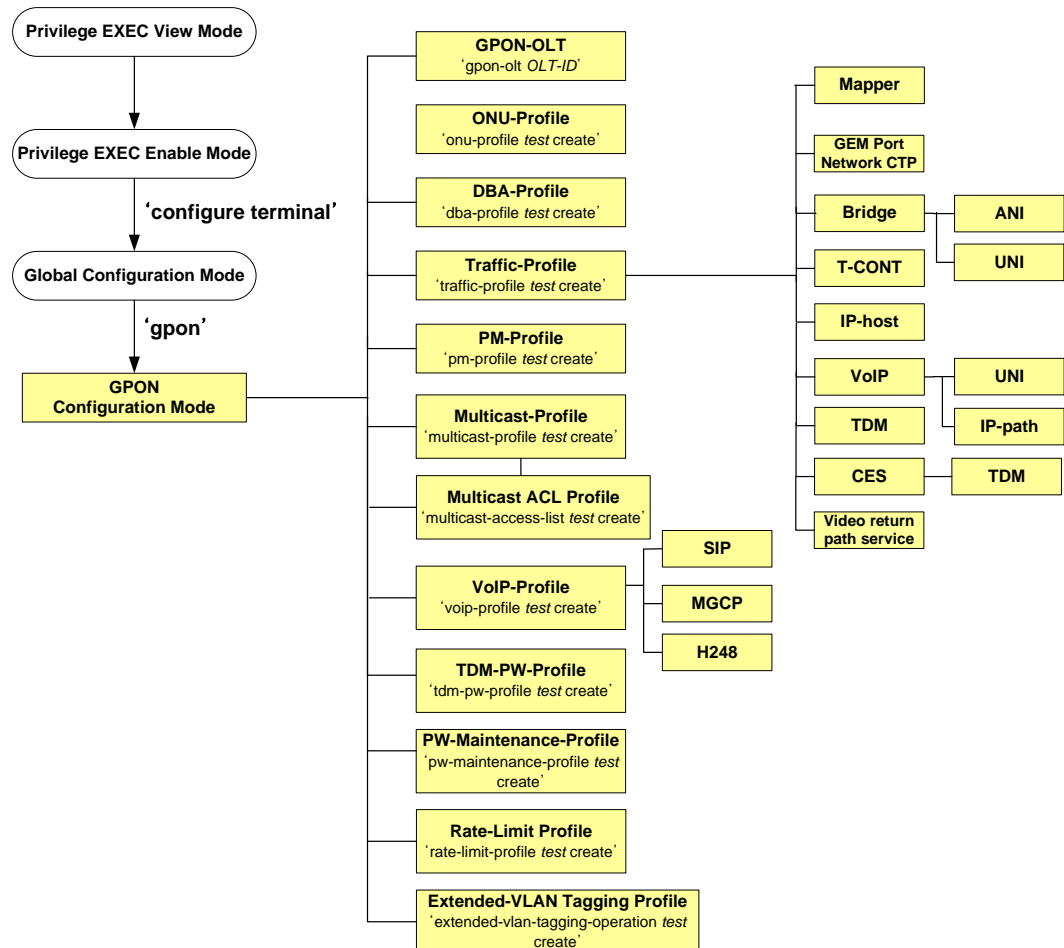 Privilege EXEC View Mode
Privilege EXEC Enable Mode
‘configure terminal’
Global Configuration Mode
‘gpon’
GPON
Configuration Mode
GPON-OLT
‘gpon-olt OLT-ID’
ONU-Profile
‘onu-profile test create’
DBA-Profile
‘dba-profile test create’
Traffic-Profile
‘traffic-profile test create’
PM-Profile
‘pm-profile test create’
Multicast-Profile
‘multicast-profile test create’
Multicast ACL Profile
‘multicast-access-list test create’
VoIP-Profile
‘voip-profile test create’
TDM-PW-Profile
‘tdm-pw-profile test create’
PW-Maintenance-Profile
‘pw-maintenance-profile test
create’
Rate-Limit Profile
‘rate-limit-profile test create’
Extended-VLAN Tagging Profile
‘extended-vlan-tagging-operation test
create’
SIP
MGCP
H248
Mapper
GEM Port
Network CTP
Bridge
ANI
UNI
T-CONT
IP-host
VoIP
UNI
IP-path
TDM
CES
TDM
Video return
path service